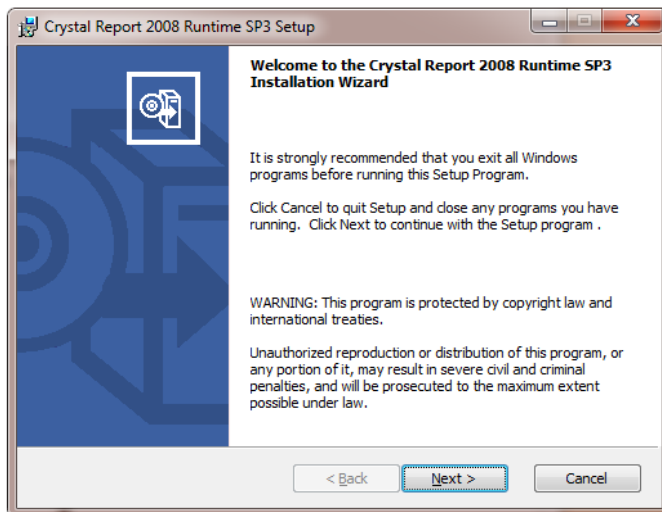 Crystal Report 2008 Runtime SP3 Setup
Welcome to the Crystal Report 2008 Runtime SP3
Installation Wizard
It is strongly recommended that you exit all Windows
programs before running this Setup Program.
Click Cancel to quit Setup and close any programs you have
running.  Click Next to continue with the Setup program .
WARNING: This program is protected by copyright law and
international treaties.
Unauthorized reproduction or distribution of this program, or
any portion of it, may result in severe civil and criminal
penalties, and will be prosecuted to the maximum extent
possible under law.
< Back
Next >
Cancel